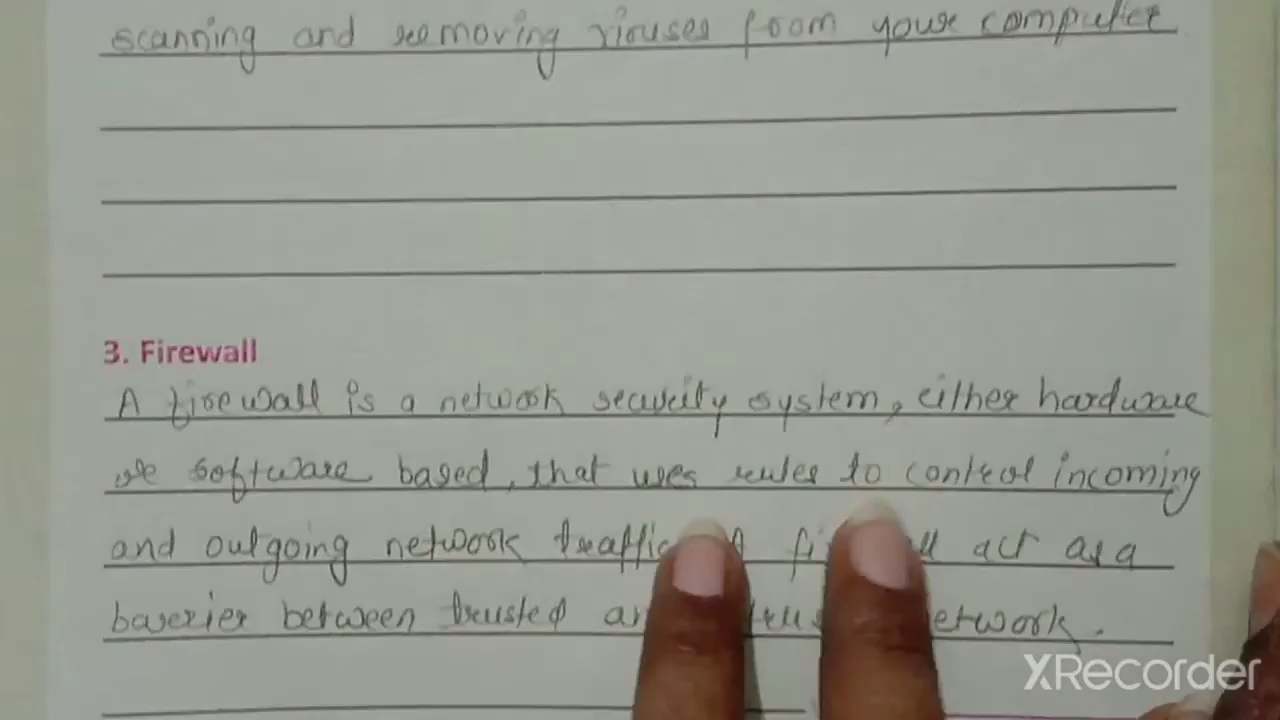 scanning and removing viruses from your computer
3. Firewall
A firewall is a network security system, either hardware
or software based, that uses rules to control incoming
and outgoing network traffic A act as a
barrier between trusted network.
XRecorder